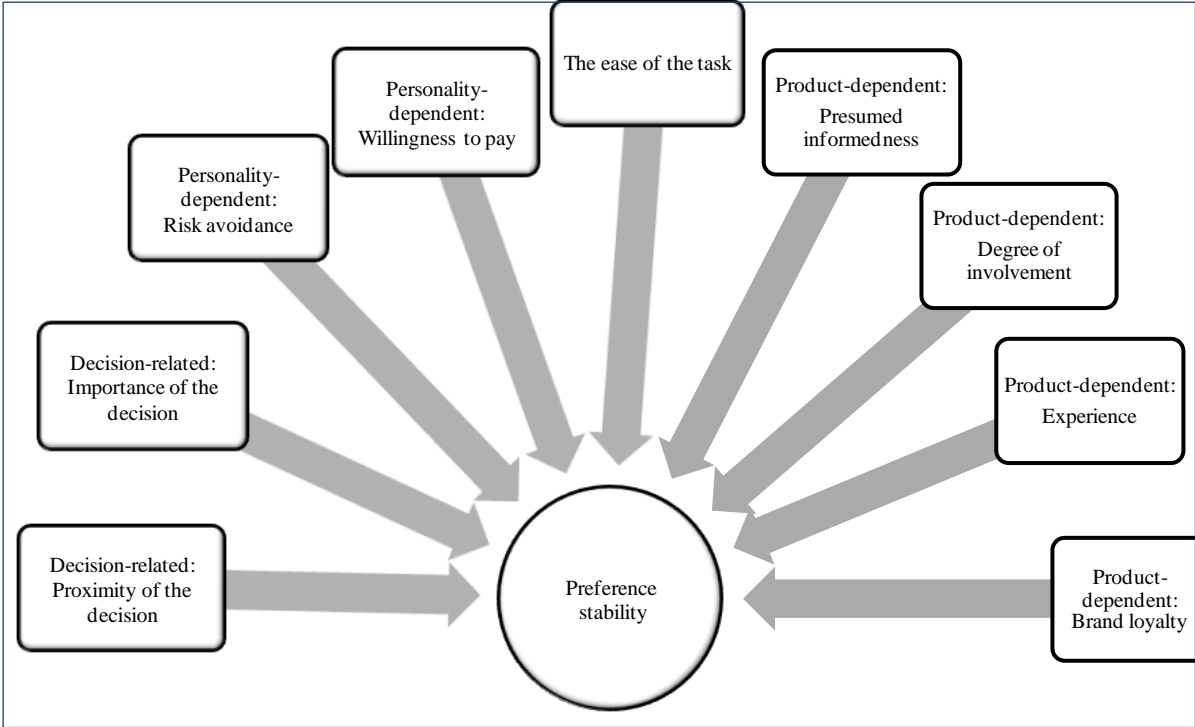 The ease of the task
Personality-
dependent:
Willingness to pay
Product-dependent:
Presumed
informedness
Personality-
dependent:
Risk avoidance
Product-dependent:
Degree of
involvement
Decision-related:
Importance of the
decision
Product-dependent:
Experience
Decision-related:
Proximity of the
decision
Preference
stability
Product-
dependent:
Brand loyalty